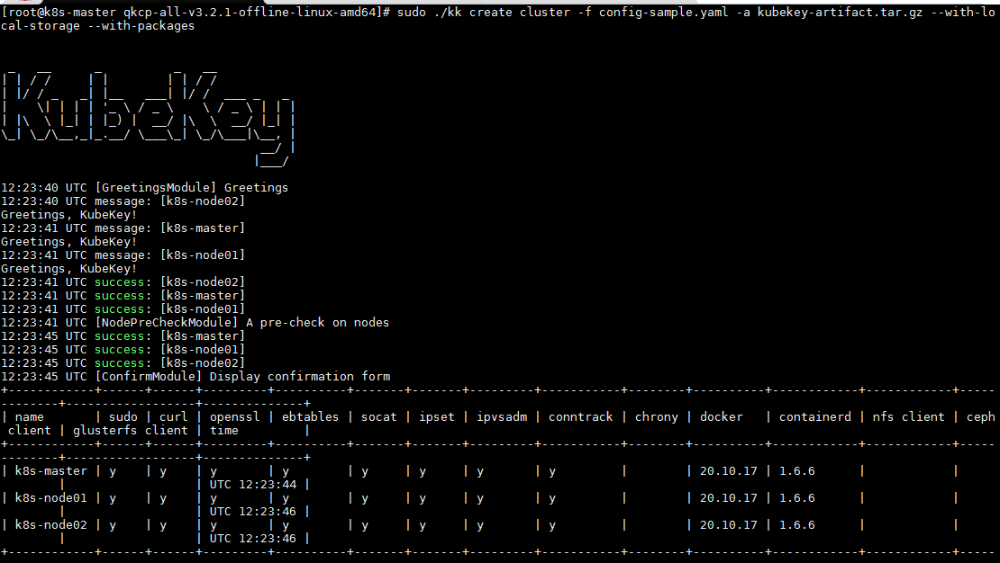 [root@k8s-master qkcp-all-v3.2.1-offline-linux-amd64]# sudo ./kk create cluster -f config-sample.yaml -a kubekey-artifact.tar.gz --with-lo
cal-storage --with-packages
 _   __      _          _   __
| | / /     | |        | | / /
| |/ / _   _| |__   ___| |/ /  ___ _   _
|    \| | | | '_ \ / _ \    \ / _ \ | | |
| |\  \ |_| | |_) |  __/ |\  \  __/ |_| |
\_| \_/\__,_|_.__/ \___\_| \_/\___|\__, |
                                    __/ |
                                   |___/
12:23:40 UTC [GreetingsModule] Greetings
12:23:40 UTC message: [k8s-node02]
Greetings, KubeKey!
12:23:41 UTC message: [k8s-master]
Greetings, KubeKey!
12:23:41 UTC message: [k8s-node01]
Greetings, KubeKey!
12:23:41 UTC success: [k8s-node02]
12:23:41 UTC success: [k8s-master]
12:23:41 UTC success: [k8s-node01]
12:23:41 UTC [NodePreCheckModule] A pre-check on nodes
12:23:45 UTC success: [k8s-master]
12:23:45 UTC success: [k8s-node01]
12:23:45 UTC success: [k8s-node02]
12:23:45 UTC [ConfirmModule] Display confirmation form
+------------+------+------+---------+----------+-------+-------+---------+-----------+--------+----------+------------+------------+-----
--------+------------------+--------------+
| name       | sudo | curl | openssl | ebtables | socat | ipset | ipvsadm | conntrack | chrony | docker   | containerd | nfs client | ceph
 client | glusterfs client | time         |
+------------+------+------+---------+----------+-------+-------+---------+-----------+--------+----------+------------+------------+-----
--------+------------------+--------------+
| k8s-master | y    | y    | y       | y        | y     | y     | y       | y         |        | 20.10.17 | 1.6.6      |            |
        |                  | UTC 12:23:44 |
| k8s-node01 | y    | y    | y       | y        | y     | y     | y       | y         |        | 20.10.17 | 1.6.6      |            |
        |                  | UTC 12:23:46 |
| k8s-node02 | y    | y    | y       | y        | y     | y     | y       | y         |        | 20.10.17 | 1.6.6      |            |
        |                  | UTC 12:23:46 |
+------------+------+------+---------+----------+-------+-------+---------+-----------+--------+----------+------------+------------+-----